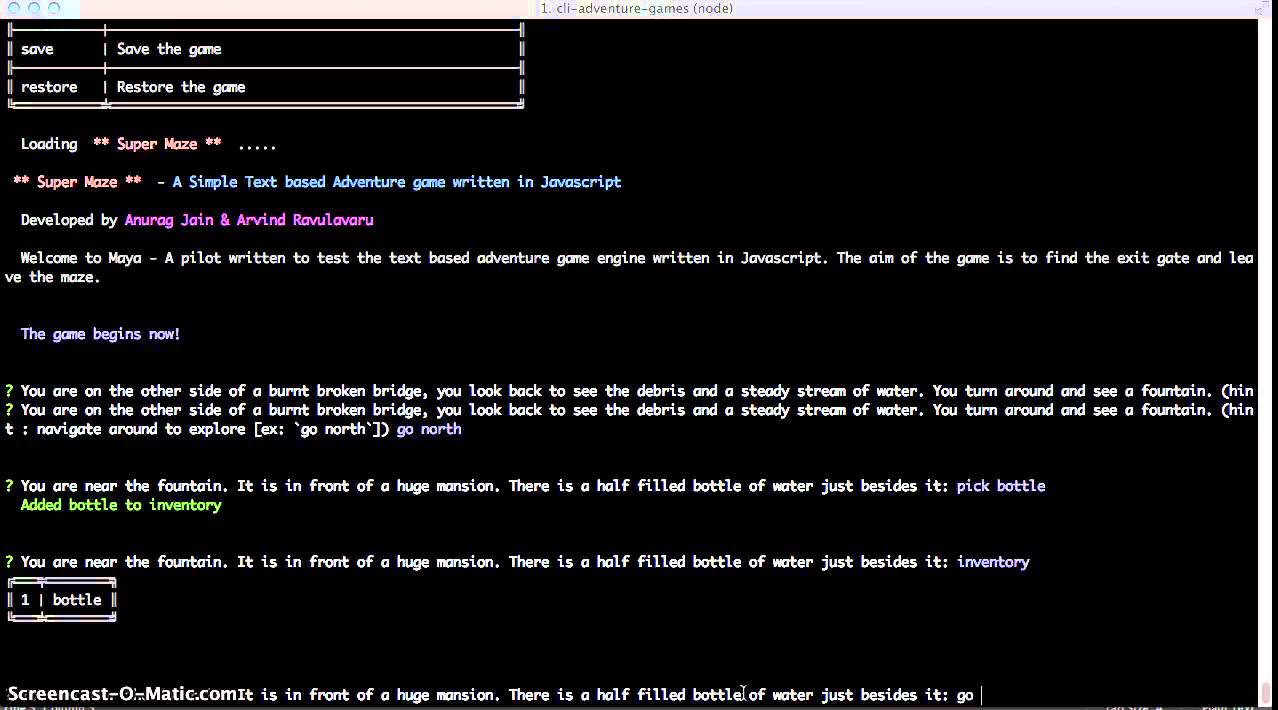 1. cli-adventure-games (node)
save | Save the game
restore | Restore the game
Loading ** Super Maze ** .....
** Super Maze ** - A Simple Text based Adventure game written in Javascript
Developed by Anurag Jain & Arvind Ravulavaru
Welcome to Maya - A pilot written to test the text based adventure game engine written in Javascript. The aim of the game is to find the exit gate and lea
ve the maze.
The game begins now!
? You are on the other side of a burnt broken bridge, you look back to see the debris and a steady stream of water. You turn around and see a fountain. (hin
? You are on the other side of a burnt broken bridge, you look back to see the debris and a steady stream of water. You turn around and see a fountain. (hin
t : navigate around to explore [ex: `go north`]) go north
? You are near the fountain. It is in front of a huge mansion. There is a half filled bottle of water just besides it: pick bottle
Added bottle to inventory
? You are near the fountain. It is in front of a huge mansion. There is a half filled bottle of water just besides it: inventory
1 | bottle
Screencast-O-Matic.com It is in front of a huge mansion. There is a half filled bottle of water just besides it: go